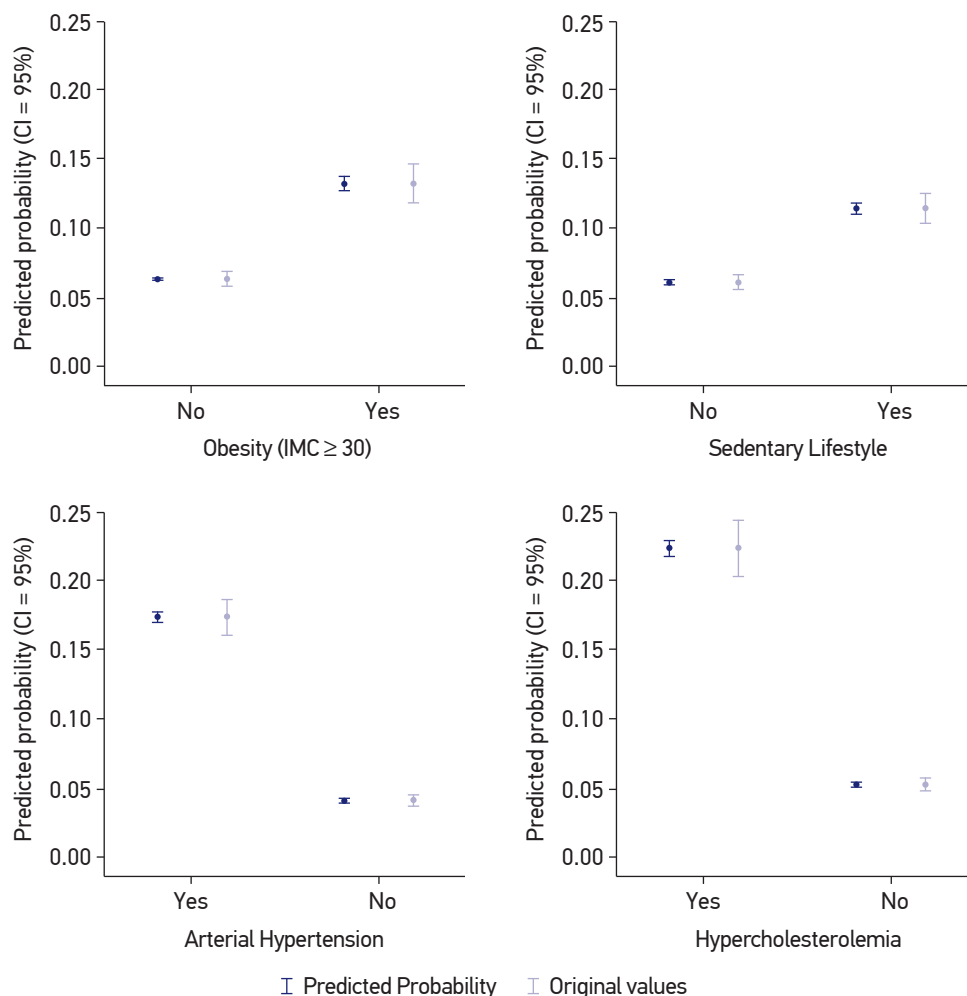 Predicted probability (CI = 95%)
0.25
0.20
0.15
0.10
0.05
0.00
No Yes
Obesity (IMC ≥ 30)
Predicted probability (CI = 95%)
0.25
0.20
0.15
0.10
0.05
0.00
No Yes
Sedentary Lifestyle
Predicted probability (CI = 95%)
0.25
0.20
0.15
0.10
0.05
0.00
Yes No
Arterial Hypertension
Predicted probability (CI = 95%)
0.25
0.20
0.15
0.10
0.05
0.00
Yes No
Hypercholesterolemia
Predicted Probability Original values